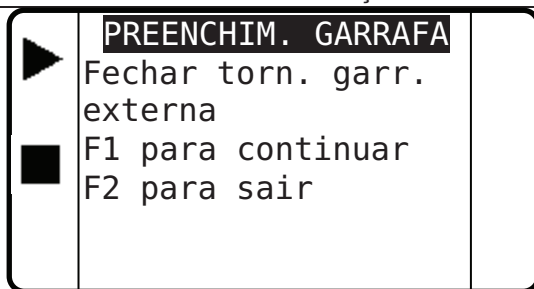 PREENCHIM. GARRAFA
Fechar torn. garr.
externa
F1 para continuar
F2 para sair